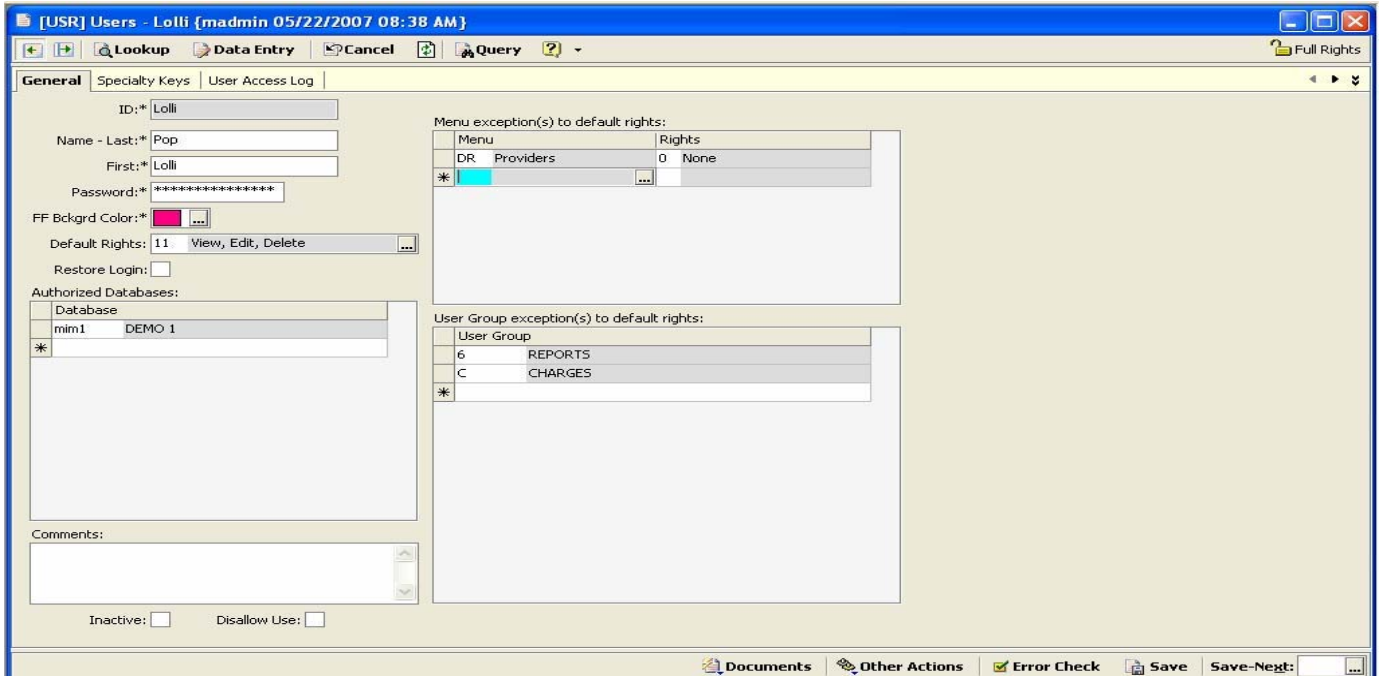 [USR] Users - Lolli {madmin 05/22/2007 08:38 AM}
Lookup Data Entry Cancel Query Full Rights
General Specialty Keys User Access Log
ID:* Lolli
Name - Last:* Pop
First:* Lolli
Password:* ***************
FF Bckgrd Color:* ...
Default Rights: 11 View, Edit, Delete ...
Restore Login:
Authorized Databases:
Database
mim1 DEMO 1
*
Comments:
Inactive: Disallow Use:
Menu exception(s) to default rights:
Menu Rights
DR Providers 0 None
* ...
User Group exception(s) to default rights:
User Group
6 REPORTS
C CHARGES
*
Documents Other Actions Error Check Save Save-Next: ...